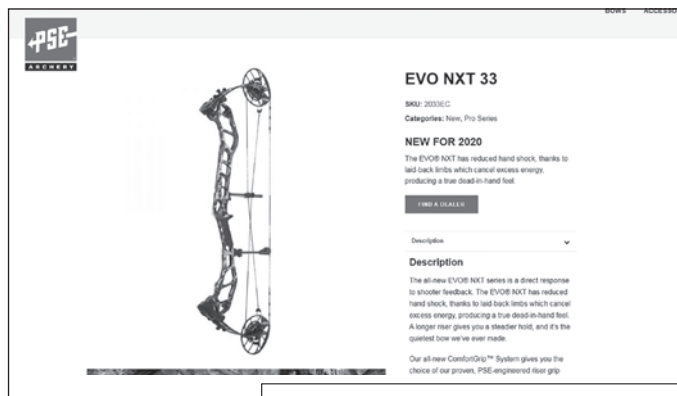 BOWS ACCESSO
PSE
ARCHERY
EVO NXT 33
SKU: 2033EC
Categories: New, Pro Series
NEW FOR 2020
The EVO® NXT has reduced hand shock, thanks to
laid-back limbs which cancel excess energy,
producing a true dead-in-hand feel.
FIND A DEALER
Description
Description
The all-new EVO® NXT series is a direct response
to shooter feedback. The EVO® NXT has reduced
hand shock, thanks to laid-back limbs which cancel
excess energy, producing a true dead-in-hand feel.
A longer riser gives you a steadier hold, and it's the
quietest bow we've ever made.
Our all-new ComfortGrip™ System gives you the
choice of our proven, PSE-engineered riser grip